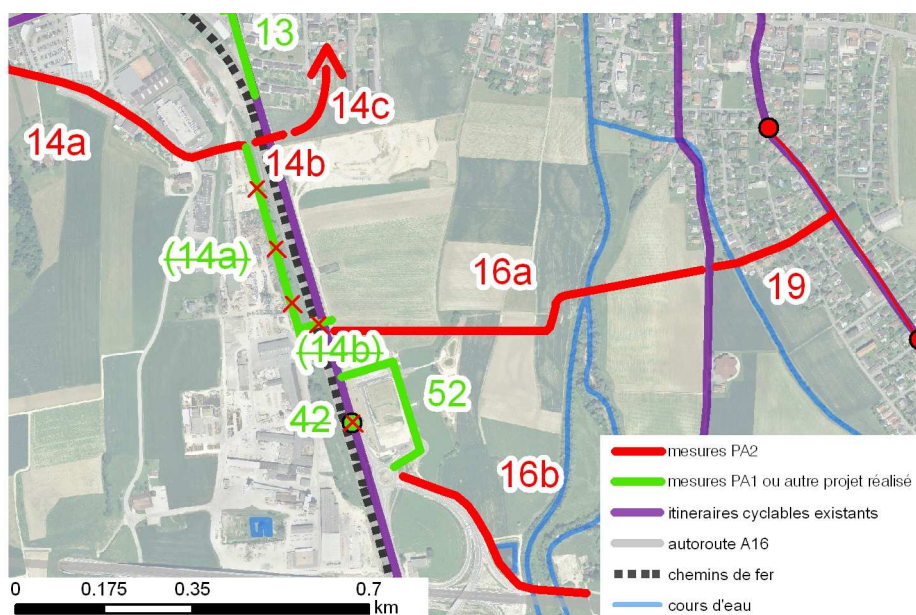 13
14a
14c
14b
(14a)
16a
19
(14b)
52
42
16b
mesures PA2
mesures PA1 ou autre projet réalisé
itineraires cyclables existants
autoroute A16
chemins de fer
cours d'eau
0 0.175 0.35 0.7
km